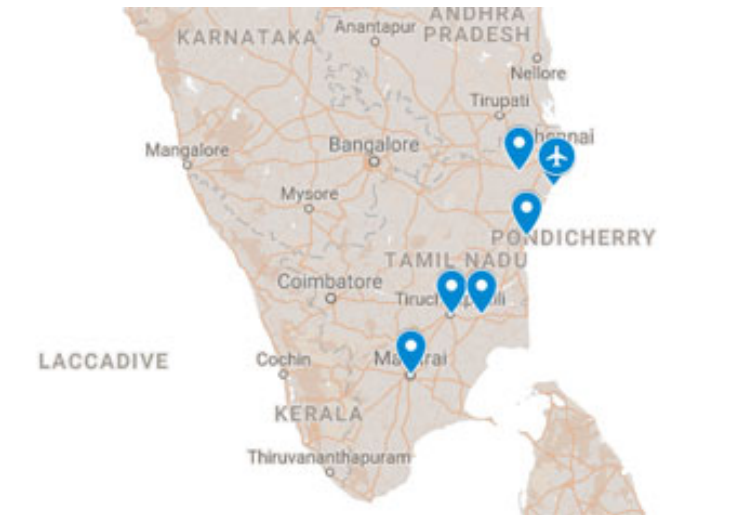 ANDHRA
PRADESH
KARNATAKA
Anantapur
Nellore
Tirupati
Mangalore
Bangalore
Mysore
PONDICHERRY
TAMIL NADU
Coimbatore
LACCADIVE
Cochin
KERALA
Thiruvananthapuram